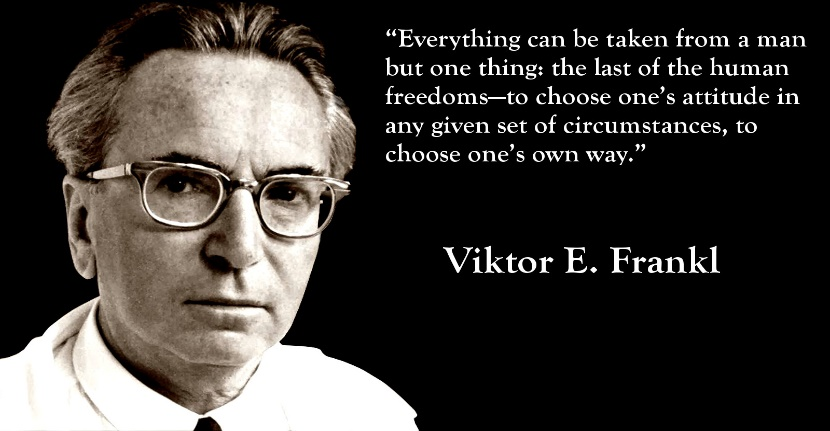 “Everything can be taken from a man
but one thing: the last of the human
freedoms—to choose one’s attitude in
any given set of circumstances, to
choose one’s own way.”
Viktor E. Frankl